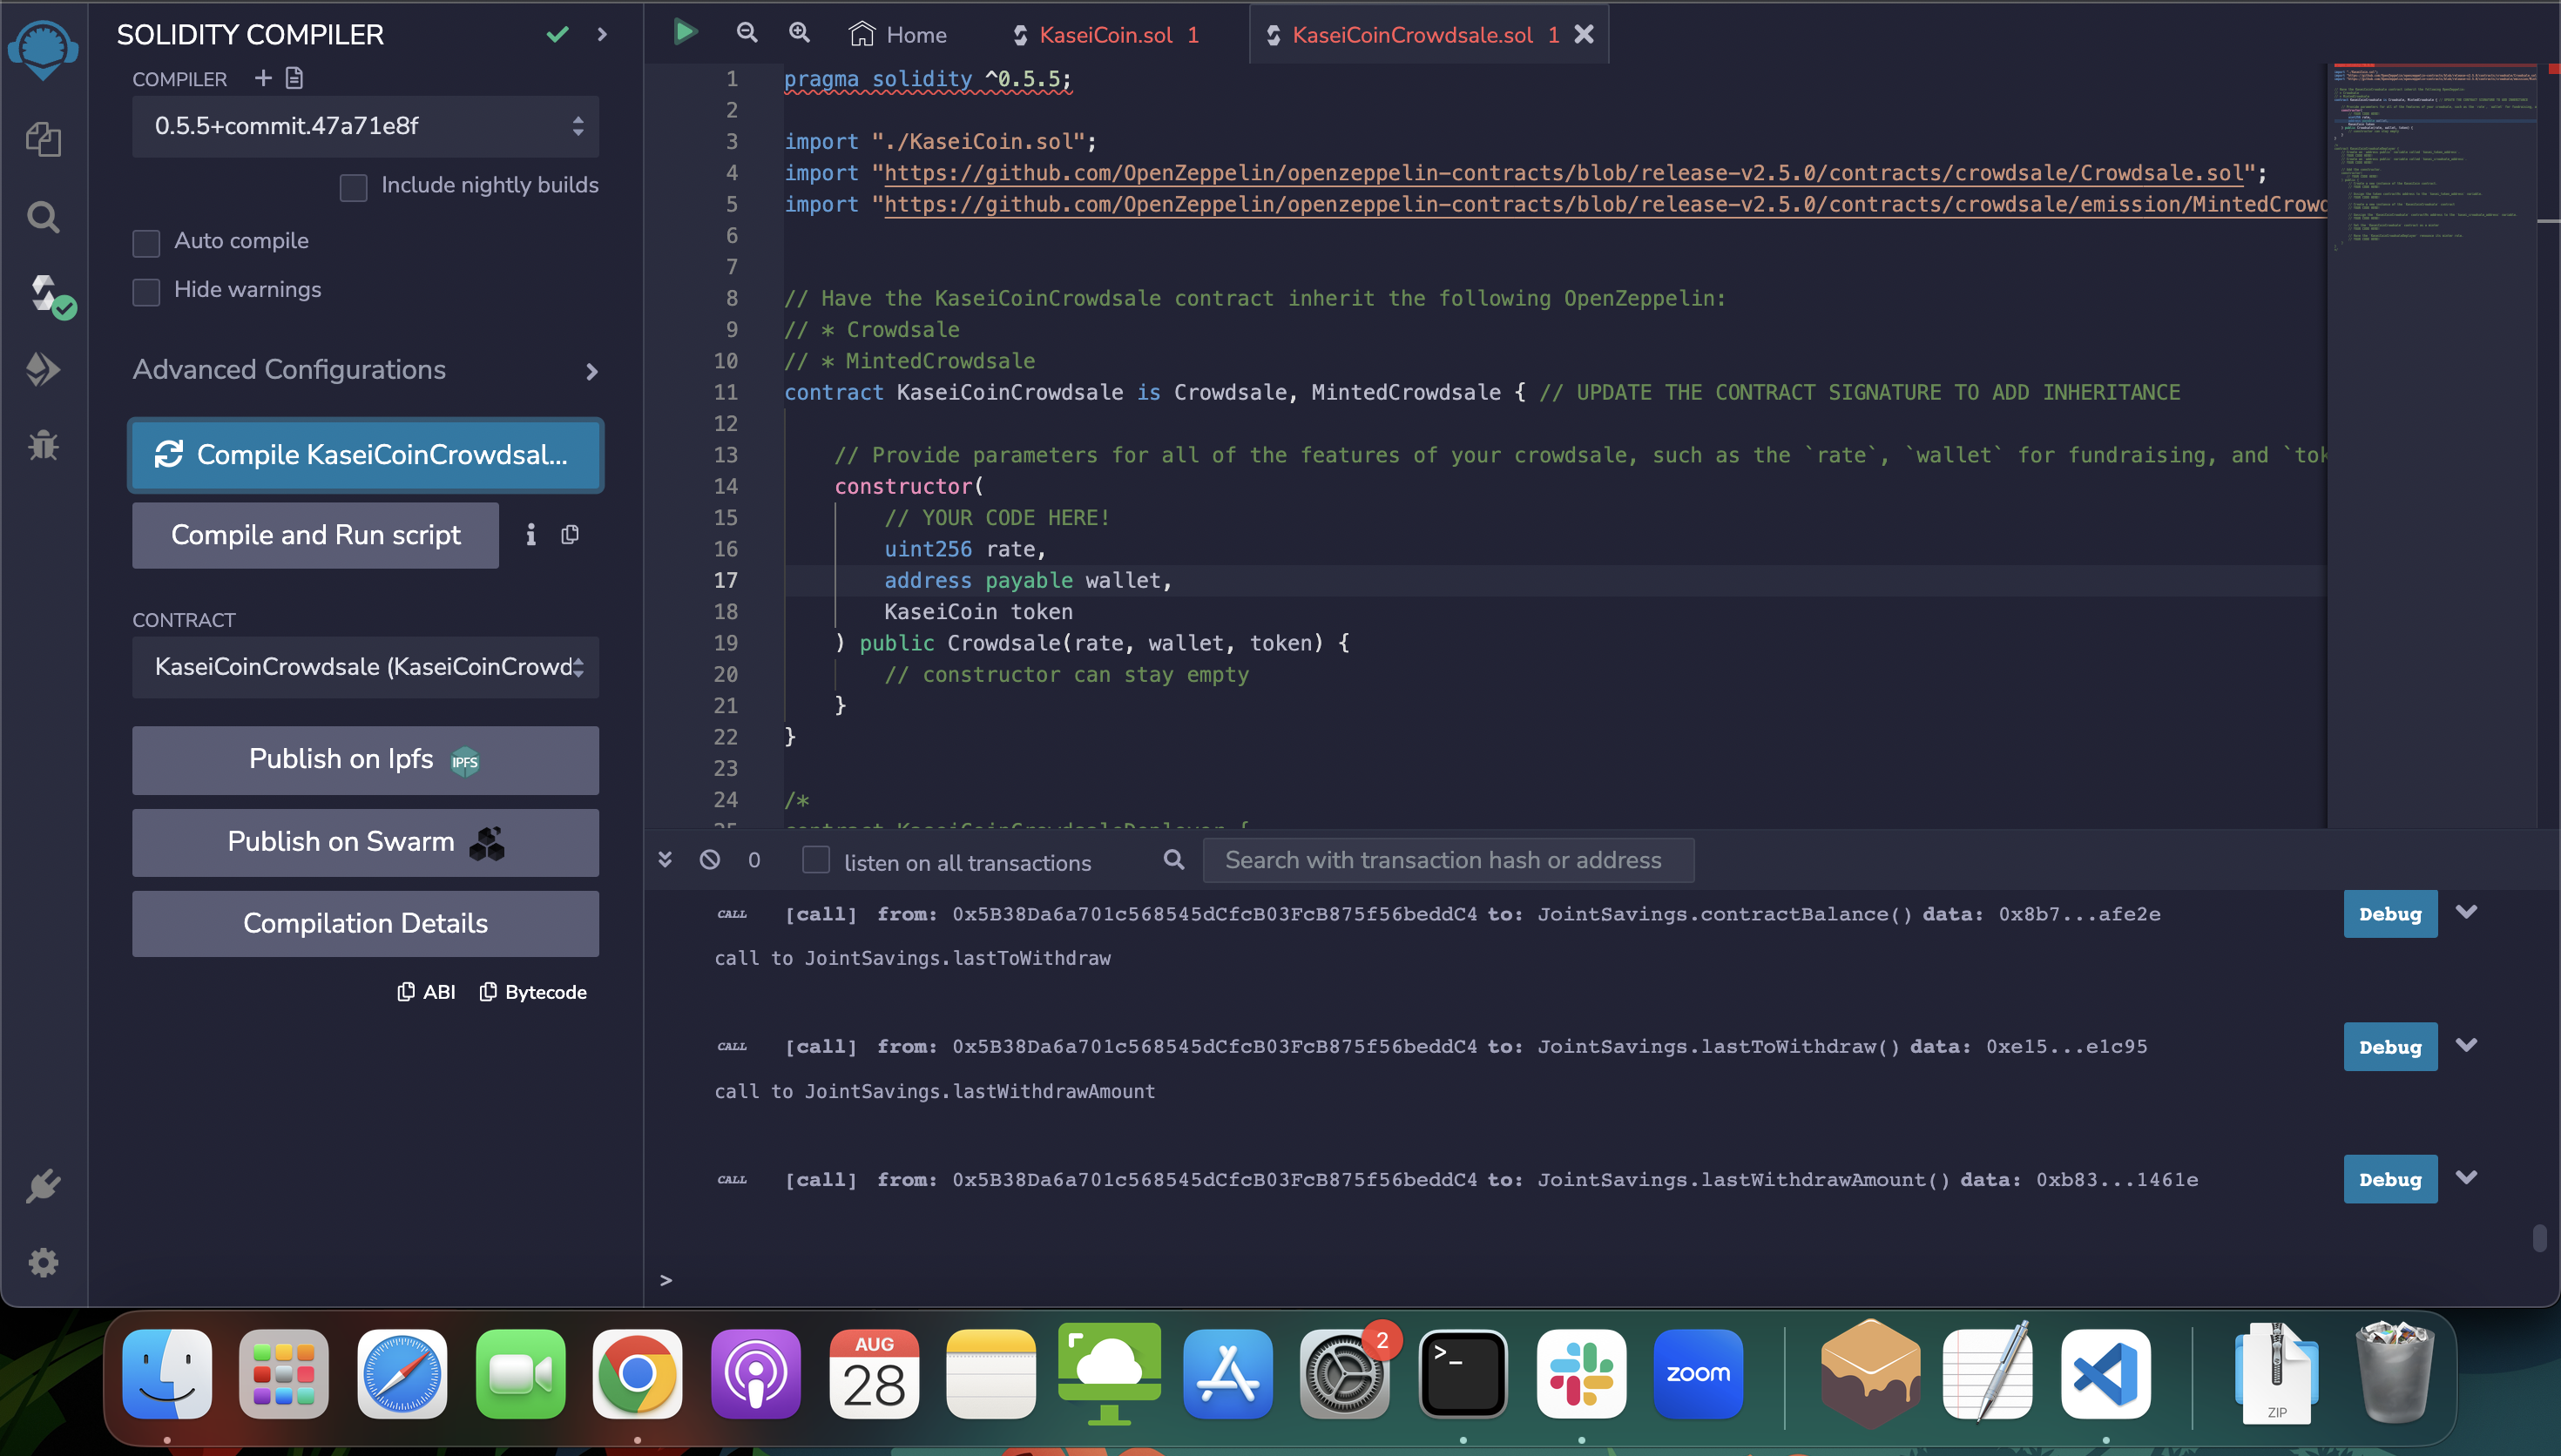 SOLIDITY COMPILER
COMPILER
0.5.5+commit.47a71e8f
Include nightly builds
Auto compile
Hide warnings
Advanced Configurations
Compile KaseiCoinCrowdsal...
Compile and Run script
CONTRACT
KaseiCoinCrowdsale (KaseiCoinCrowd
Publish on Ipfs IPFS
Publish on Swarm
Compilation Details
ABI Bytecode
Home KaseiCoin.sol 1 KaseiCoinCrowdsale.sol 1
1 pragma solidity ^0.5.5;
2
3 import "./KaseiCoin.sol";
4 import "https://github.com/OpenZeppelin/openzeppelin-contracts/blob/release-v2.5.0/contracts/crowdsale/Crowdsale.sol";
5 import "https://github.com/OpenZeppelin/openzeppelin-contracts/blob/release-v2.5.0/contracts/crowdsale/emission/MintedCrowd
6
7
8 // Have the KaseiCoinCrowdsale contract inherit the following OpenZeppelin:
9 // * Crowdsale
10 // * MintedCrowdsale
11 contract KaseiCoinCrowdsale is Crowdsale, MintedCrowdsale { // UPDATE THE CONTRACT SIGNATURE TO ADD INHERITANCE
12
13 // Provide parameters for all of the features of your crowdsale, such as the `rate`, `wallet` for fundraising, and `tok
14 constructor(
15 // YOUR CODE HERE!
16 uint256 rate,
17 address payable wallet,
18 KaseiCoin token
19 ) public Crowdsale(rate, wallet, token) {
20 // constructor can stay empty
21 }
22 }
23
24 /*
25 contract KaseiCoinCrowdsaleDeployer {
0 listen on all transactions Search with transaction hash or address
CALL [call] from: 0x5B38Da6a701c568545dCfcB03FcB875f56beddC4 to: JointSavings.contractBalance() data: 0x8b7...afe2e Debug
call to JointSavings.lastToWithdraw
CALL [call] from: 0x5B38Da6a701c568545dCfcB03FcB875f56beddC4 to: JointSavings.lastToWithdraw() data: 0xe15...e1c95 Debug
call to JointSavings.lastWithdrawAmount
CALL [call] from: 0x5B38Da6a701c568545dCfcB03FcB875f56beddC4 to: JointSavings.lastWithdrawAmount() data: 0xb83...1461e Debug
>
AUG
28
2
>_
zoom
ZIP